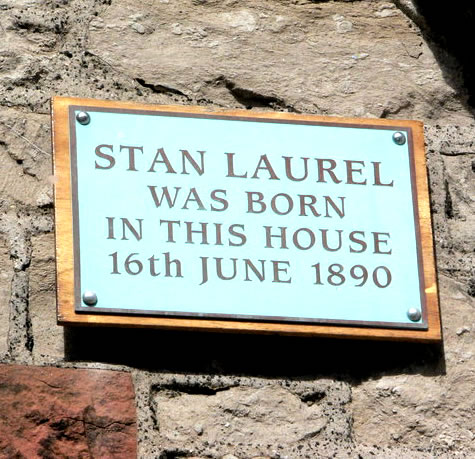 STAN LAUREL
WAS BORN
IN THIS HOUSE
16th JUNE 1890